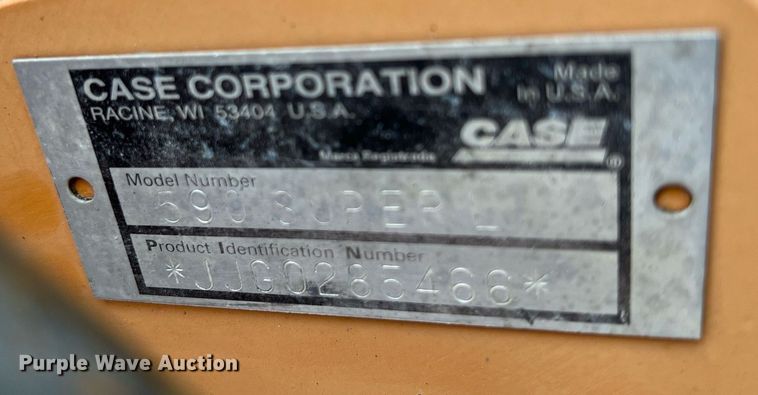 CASE CORPORATION
RACINE, WI 53404 U.S.A.
Made
in U.S.A.
CASE
®
Marca Registrada
Model Number
590 SUPER L
Product Identification Number
*JJG0285466*
Purple Wave Auction